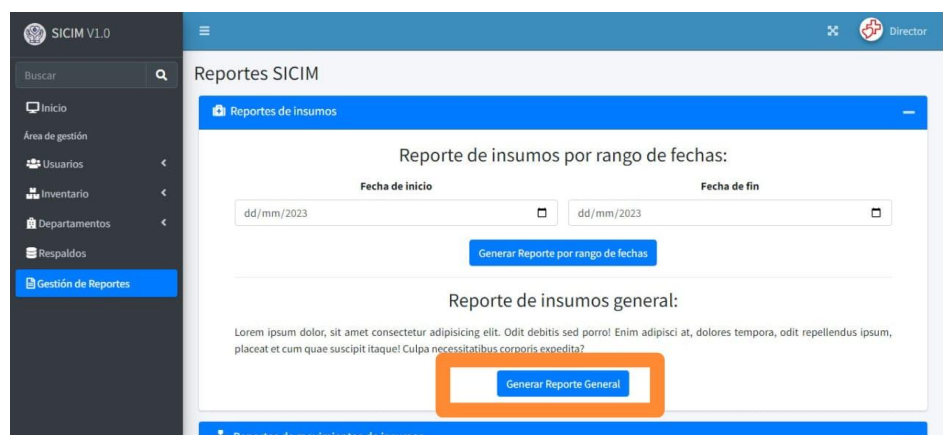 SICIM V1.0
Director
Buscar
Inicio
Área de gestión
Usuarios
Inventario
Departamentos
Respaldos
Gestión de Reportes
Reportes SICIM
Reportes de insumos
Reporte de insumos por rango de fechas:
Fecha de inicio
Fecha de fin
dd/mm/2023
dd/mm/2023
Generar Reporte por rango de fechas
Reporte de insumos general:
Lorem ipsum dolor, sit amet consectetur adipisicing elit. Odit debitis sed porro! Enim adipisci at, dolores tempora, odit repellendus ipsum,
placeat et cum quae suscipit itaque! Culpa necessitatibus corporis expedita?
Generar Reporte General